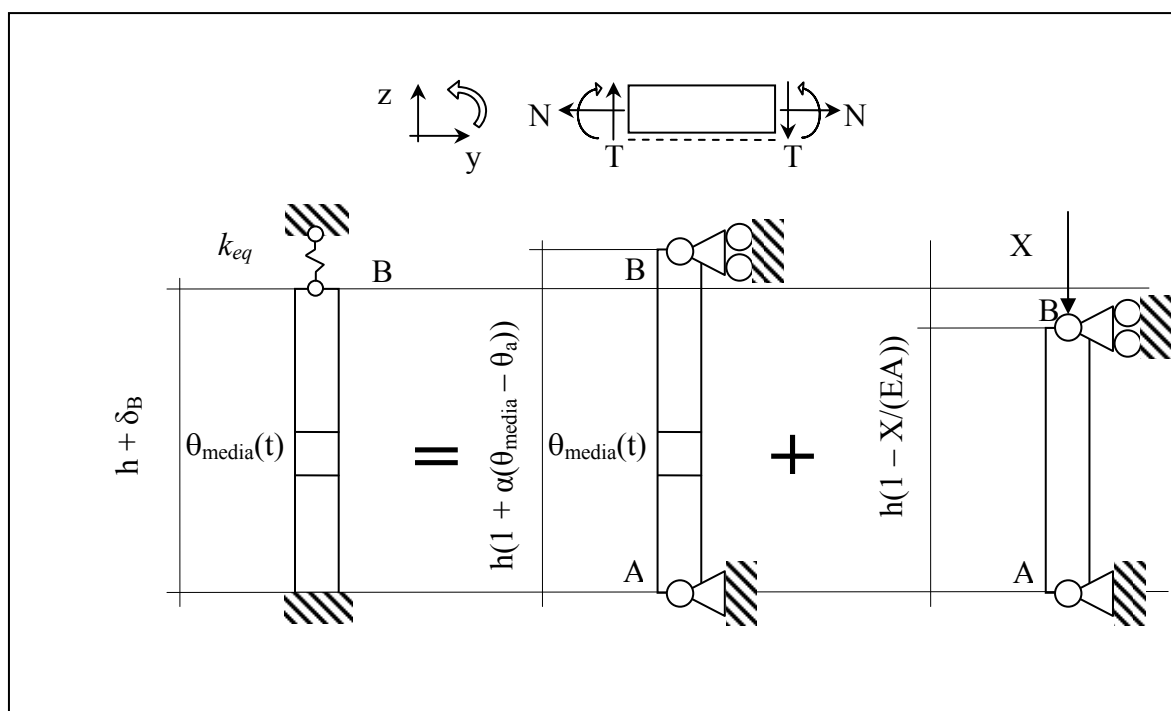 z
y
N
T
T
N
k_eq
B
h + δ_B
θ_media(t)
=
h(1 + α(θ_media – θ_a))
B
θ_media(t)
A
+
h(1 – X/(EA))
X
B
A